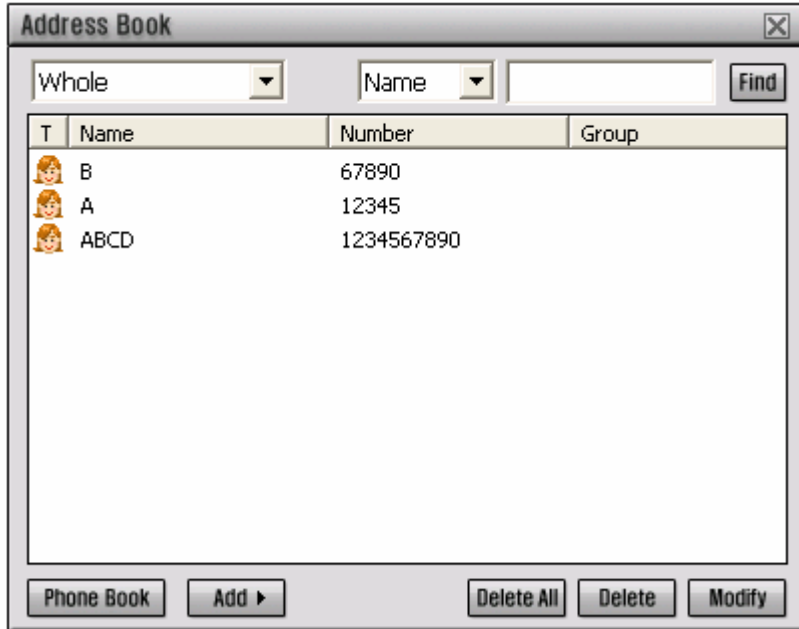 Address Book
Whole Name Find
T Name Number Group
B 67890
A 12345
ABCD 1234567890
Phone Book Add Delete All Delete Modify